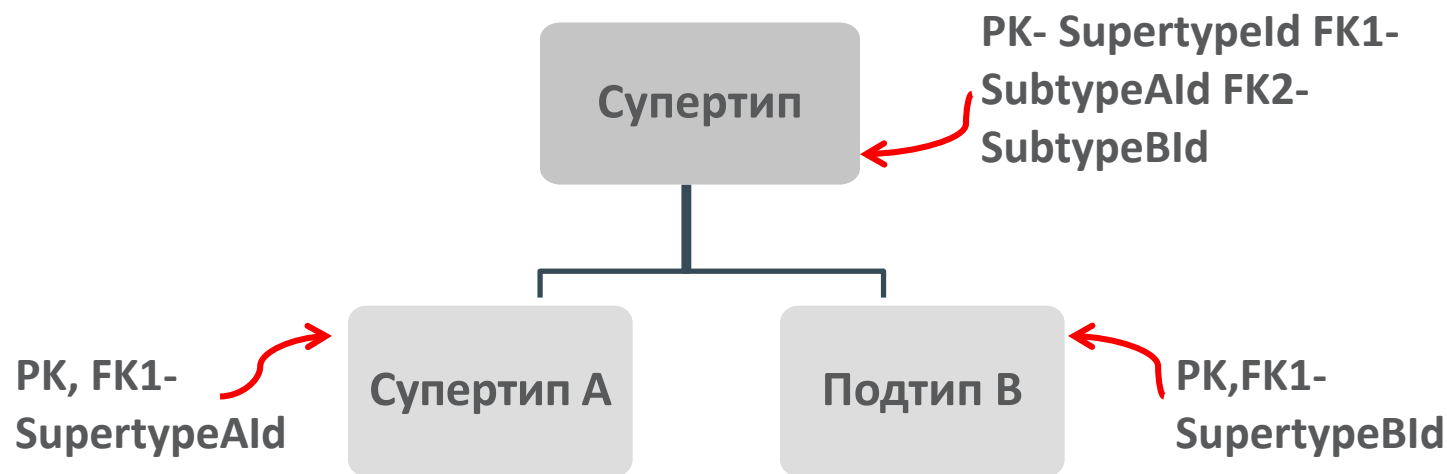 PK- SupertypeId FK1-
SubtypeAId FK2-
SubtypeBId
Супертип
PK, FK1-
SupertypeAId
Супертип А
Подтип В
PK,FK1-
SupertypeBId